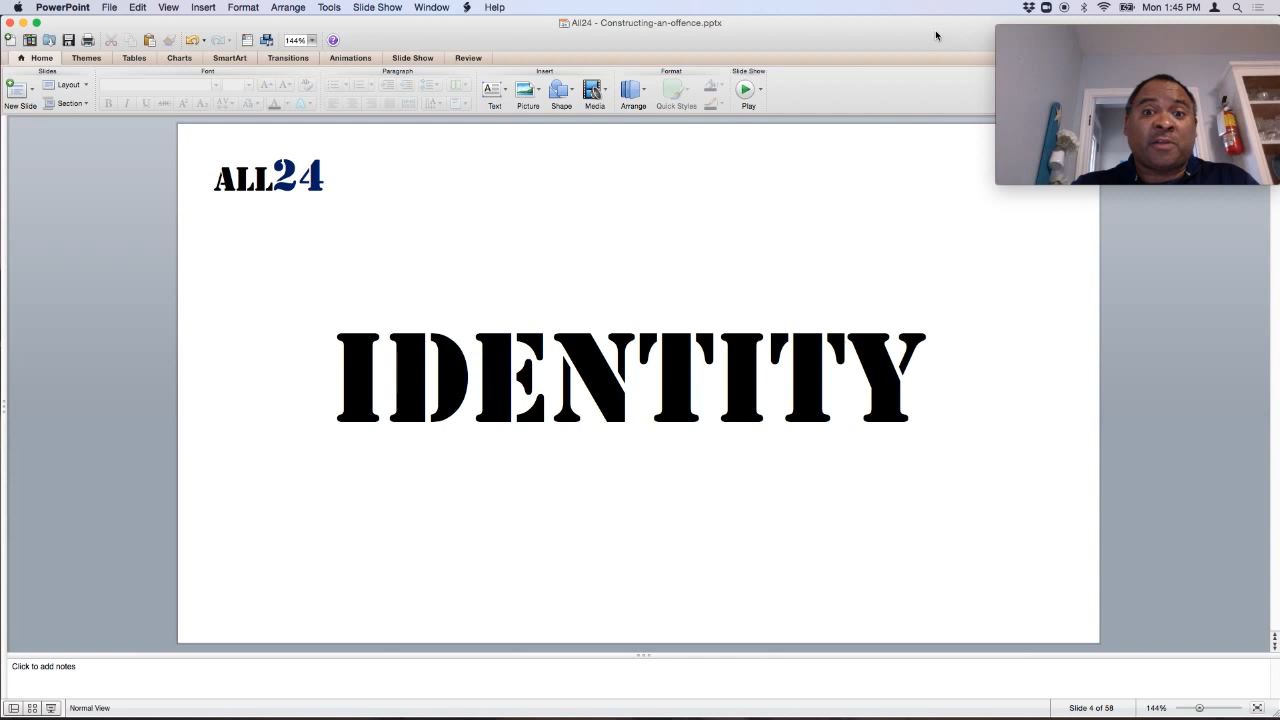 PowerPoint File Edit View Insert Format Arrange Tools Slide Show Window Help Mon 1:45 PM
All24 - Constructing-an-offence.pptx
144%
Home Themes Tables Charts SmartArt Transitions Animations Slide Show Review
Slides Font Paragraph Insert Format Slide Show
New Slide Layout Section Text Picture Shape Media Arrange Quick Styles Play
ALL24
IDENTITY
Click to add notes
Normal View Slide 4 of 58 144%